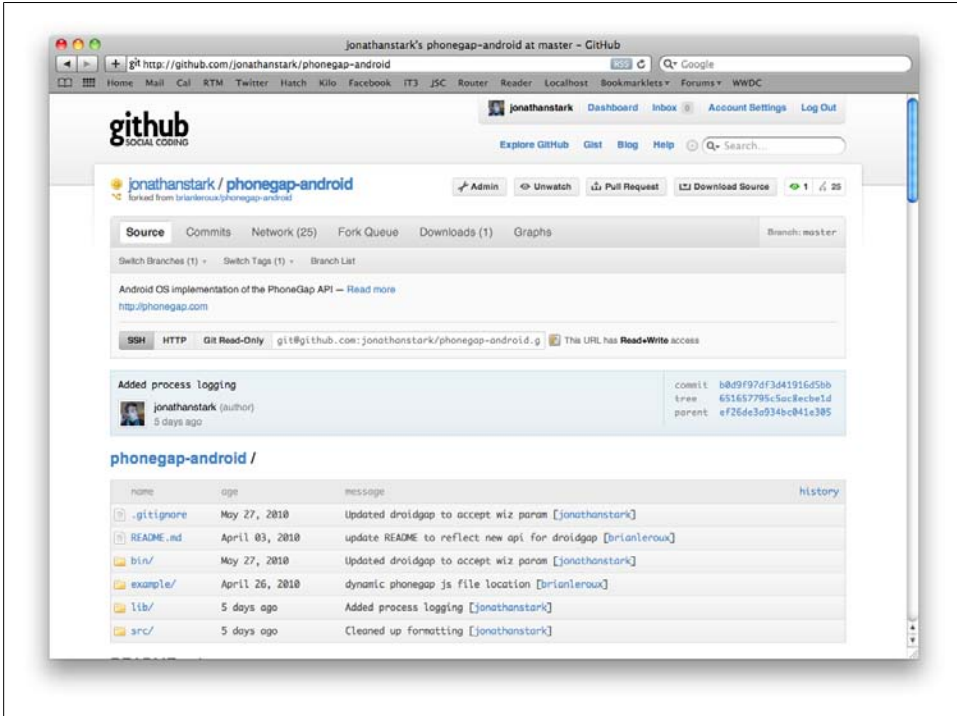 jonathanstark's phonegap-android at master – GitHub
git http://github.com/jonathanstark/phonegap-android RSS Google
Home Mail Cal RTM Twitter Hatch Kilo Facebook iT3 JSC Router Reader Localhost Bookmarklets Forums WWDC
github
SOCIAL CODING
jonathanstark Dashboard Inbox 0 Account Settings Log Out
Explore GitHub Gist Blog Help Search...
jonathanstark / phonegap-android
forked from brianleroux/phonegap-android
Admin Unwatch Pull Request Download Source 1 25
Source Commits Network (25) Fork Queue Downloads (1) Graphs Branch: master
Switch Branches (1) Switch Tags (1) Branch List
Android OS implementation of the PhoneGap API — Read more
http://phonegap.com
SSH HTTP Git Read-Only git@github.com:jonathanstark/phonegap-android.g This URL has Read+Write access
Added process logging
jonathanstark (author)
5 days ago
commit b0d9f97df3d41916d5bb
tree 651657795c5ac8ecbe1d
parent ef26de3a934bc041e305
phonegap-android /
name age message history
.gitignore May 27, 2010 Updated droidgap to accept wiz param [jonathanstark]
README.md April 03, 2010 update README to reflect new api for droidgap [brianleroux]
bin/ May 27, 2010 Updated droidgap to accept wiz param [jonathanstark]
example/ April 26, 2010 dynamic phonegap js file location [brianleroux]
lib/ 5 days ago Added process logging [jonathanstark]
src/ 5 days ago Cleaned up formatting [jonathanstark]